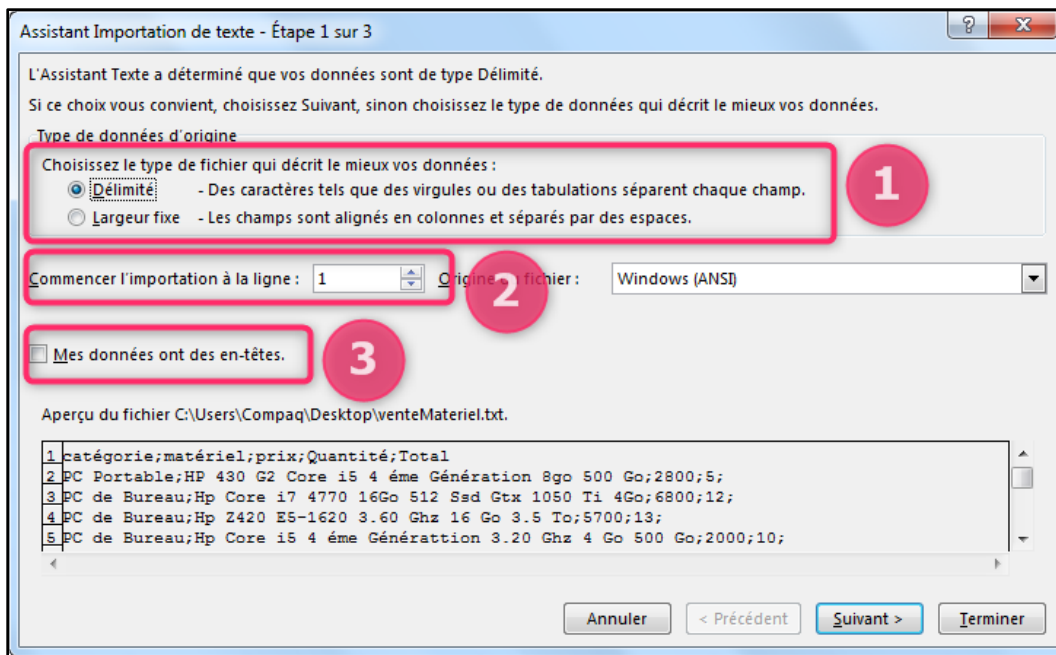 Assistant Importation de texte - Étape 1 sur 3
L'Assistant Texte a déterminé que vos données sont de type Délimité.
Si ce choix vous convient, choisissez Suivant, sinon choisissez le type de données qui décrit le mieux vos données.
Type de données d'origine
Choisissez le type de fichier qui décrit le mieux vos données :
Délimité - Des caractères tels que des virgules ou des tabulations séparent chaque champ.
Largeur fixe - Les champs sont alignés en colonnes et séparés par des espaces.
1
Commencer l'importation à la ligne : 1 2 Origine du fichier : Windows (ANSI)
Mes données ont des en-têtes. 3
Aperçu du fichier C:\Users\Compaq\Desktop\venteMateriel.txt.
1 catégorie;matériel;prix;Quantité;Total
2 PC Portable;HP 430 G2 Core i5 4 éme Génération 8go 500 Go;2800;5;
3 PC de Bureau;Hp Core i7 4770 16Go 512 Ssd Gtx 1050 Ti 4Go;6800;12;
4 PC de Bureau;Hp Z420 E5-1620 3.60 Ghz 16 Go 3.5 To;5700;13;
5 PC de Bureau;Hp Core i5 4 éme Générattion 3.20 Ghz 4 Go 500 Go;2000;10;
Annuler < Précédent Suivant > Terminer